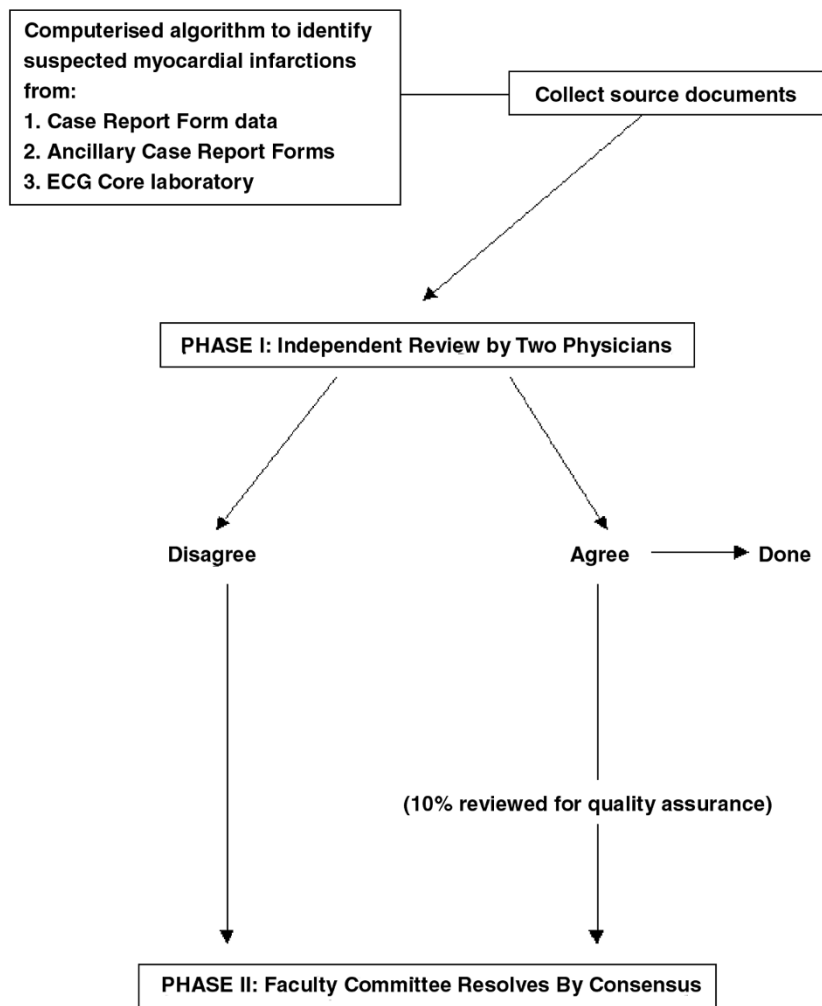 Computerised algorithm to identify
suspected myocardial infarctions
from:
1. Case Report Form data
2. Ancillary Case Report Forms
3. ECG Core laboratory
Collect source documents
PHASE I: Independent Review by Two Physicians
Disagree
Agree
Done
(10% reviewed for quality assurance)
PHASE II: Faculty Committee Resolves By Consensus